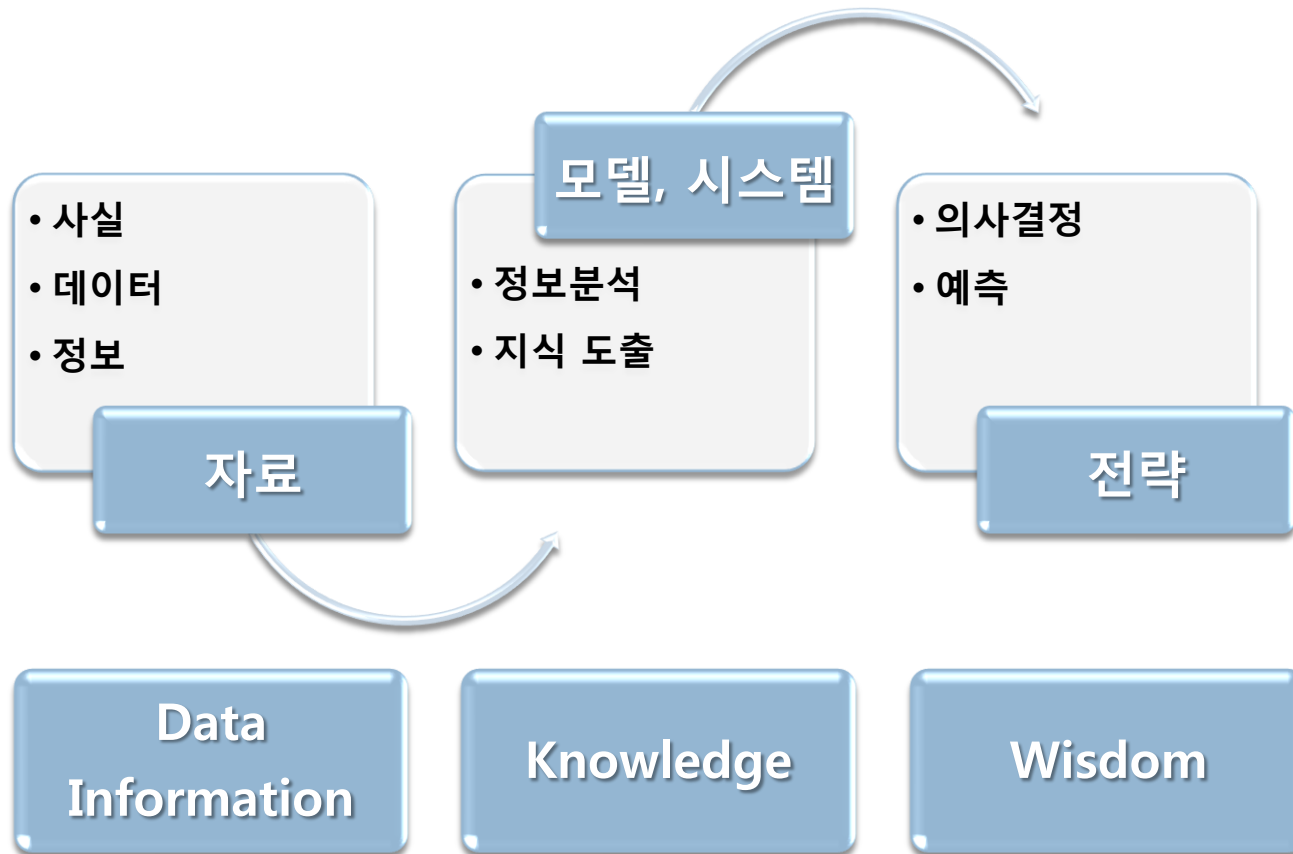 • 사실
• 데이터
• 정보
자료
모델, 시스템
• 정보분석
• 지식 도출
• 의사결정
• 예측
전략
Data
Information
Knowledge
Wisdom